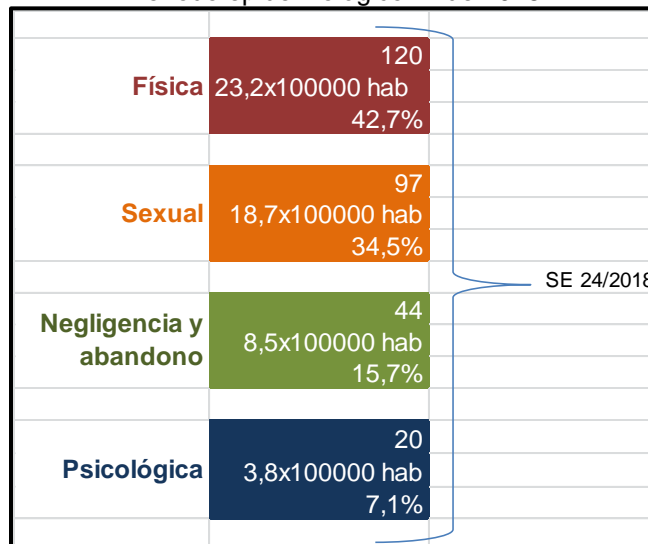 120
Física 23,2x100000 hab
42,7%
97
Sexual 18,7x100000 hab
34,5%
44
Negligencia y
abandono
8,5x100000 hab
15,7%
20
Psicológica 3,8x100000 hab
7,1%
SE 24/2018